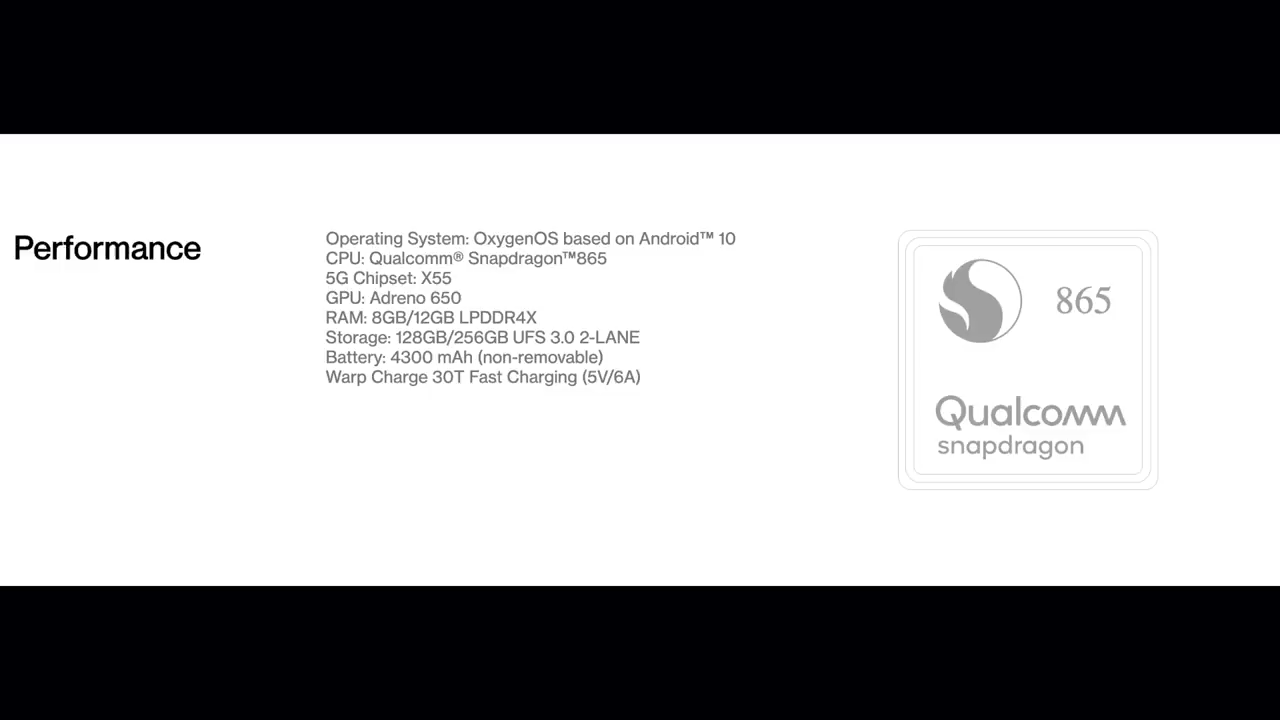 Performance
Operating System: OxygenOS based on Android™ 10
CPU: Qualcomm® Snapdragon™865
5G Chipset: X55
GPU: Adreno 650
RAM: 8GB/12GB LPDDR4X
Storage: 128GB/256GB UFS 3.0 2-LANE
Battery: 4300 mAh (non-removable)
Warp Charge 30T Fast Charging (5V/6A)
865
Qualcomm
snapdragon